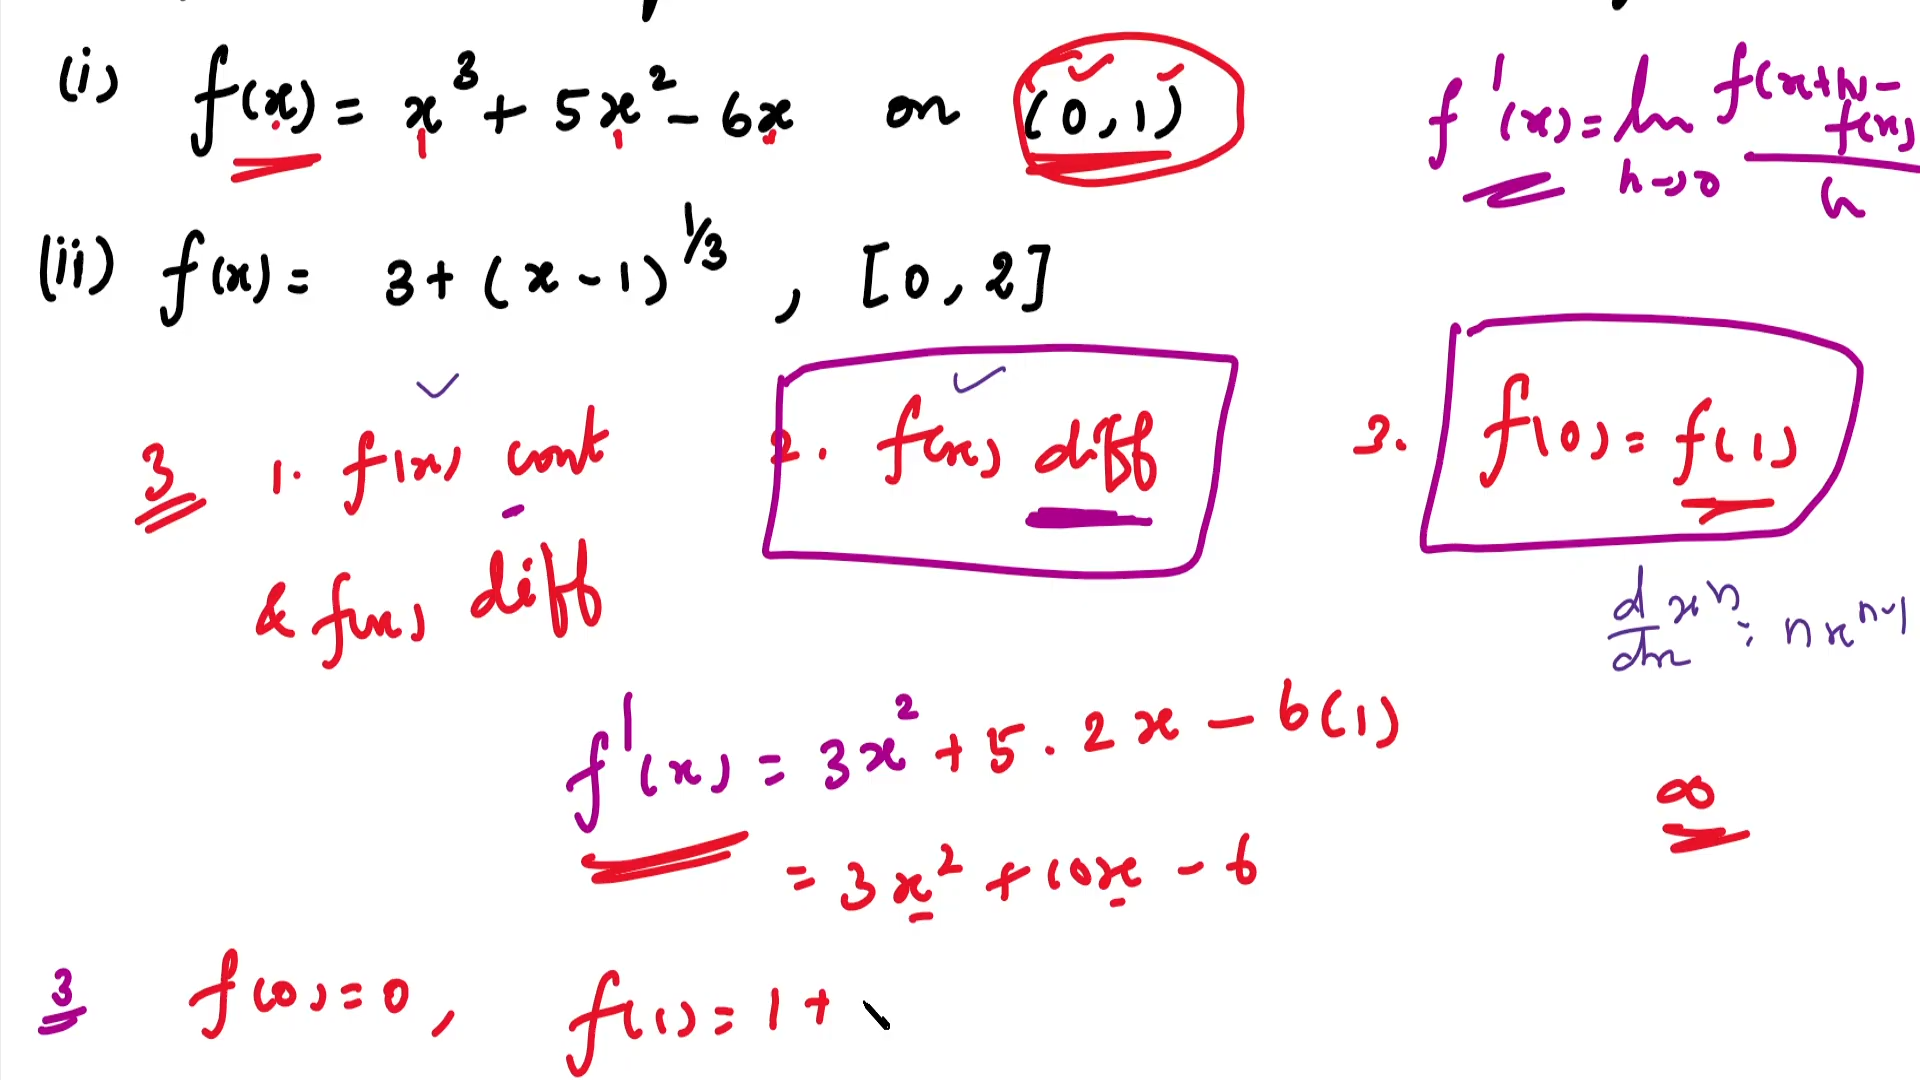 (i) f(x) = x³ + 5x² - 6x on (0,1)
f'(x) = lim h→0 f(x+h) - f(x) / h
(ii) f(x) = 3 + (x-1)^1/3 , [0, 2]
3 1. f(x) cont 2. f(x) diff 3. f(0) = f(1)
& f(x) diff
d/dx xⁿ = nxⁿ⁻¹
f'(x) = 3x² + 5 . 2x - 6(1)
∞
= 3x² + 10x - 6
3 f(0) = 0, f(1) = 1 +